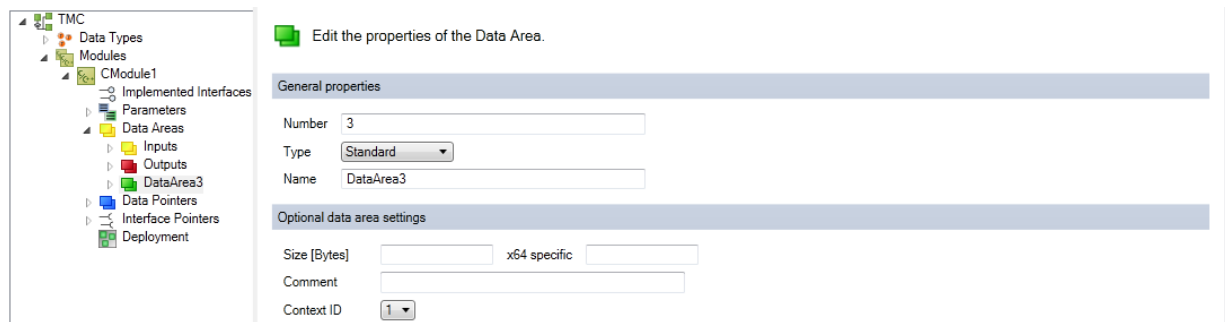 TMC
Data Types
Modules
CModule1
Implemented Interfaces
Parameters
Data Areas
Inputs
Outputs
DataArea3
Data Pointers
Interface Pointers
Deployment
Edit the properties of the Data Area.
General properties
Number 3
Type Standard
Name DataArea3
Optional data area settings
Size [Bytes] x64 specific
Comment
Context ID 1